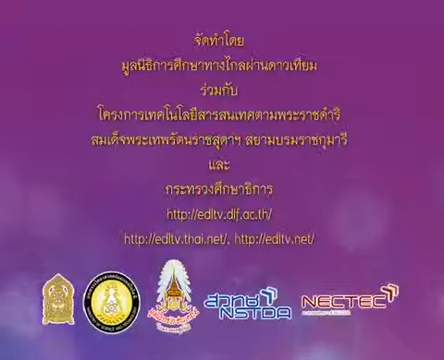 จัดทำโดย
มูลนิธิการศึกษาทางไกลผ่านดาวเทียม
ร่วมกับ
โครงการเทคโนโลยีสารสนเทศตามพระราชดำริ
สมเด็จพระเทพรัตนราชสุดาฯ สยามบรมราชกุมารี
และ
กระทรวงศึกษาธิการ
http://edltv.dlf.ac.th/
http://edltv.thai.net/, http://edltv.net/
สวทช NECTEC
NSTDA